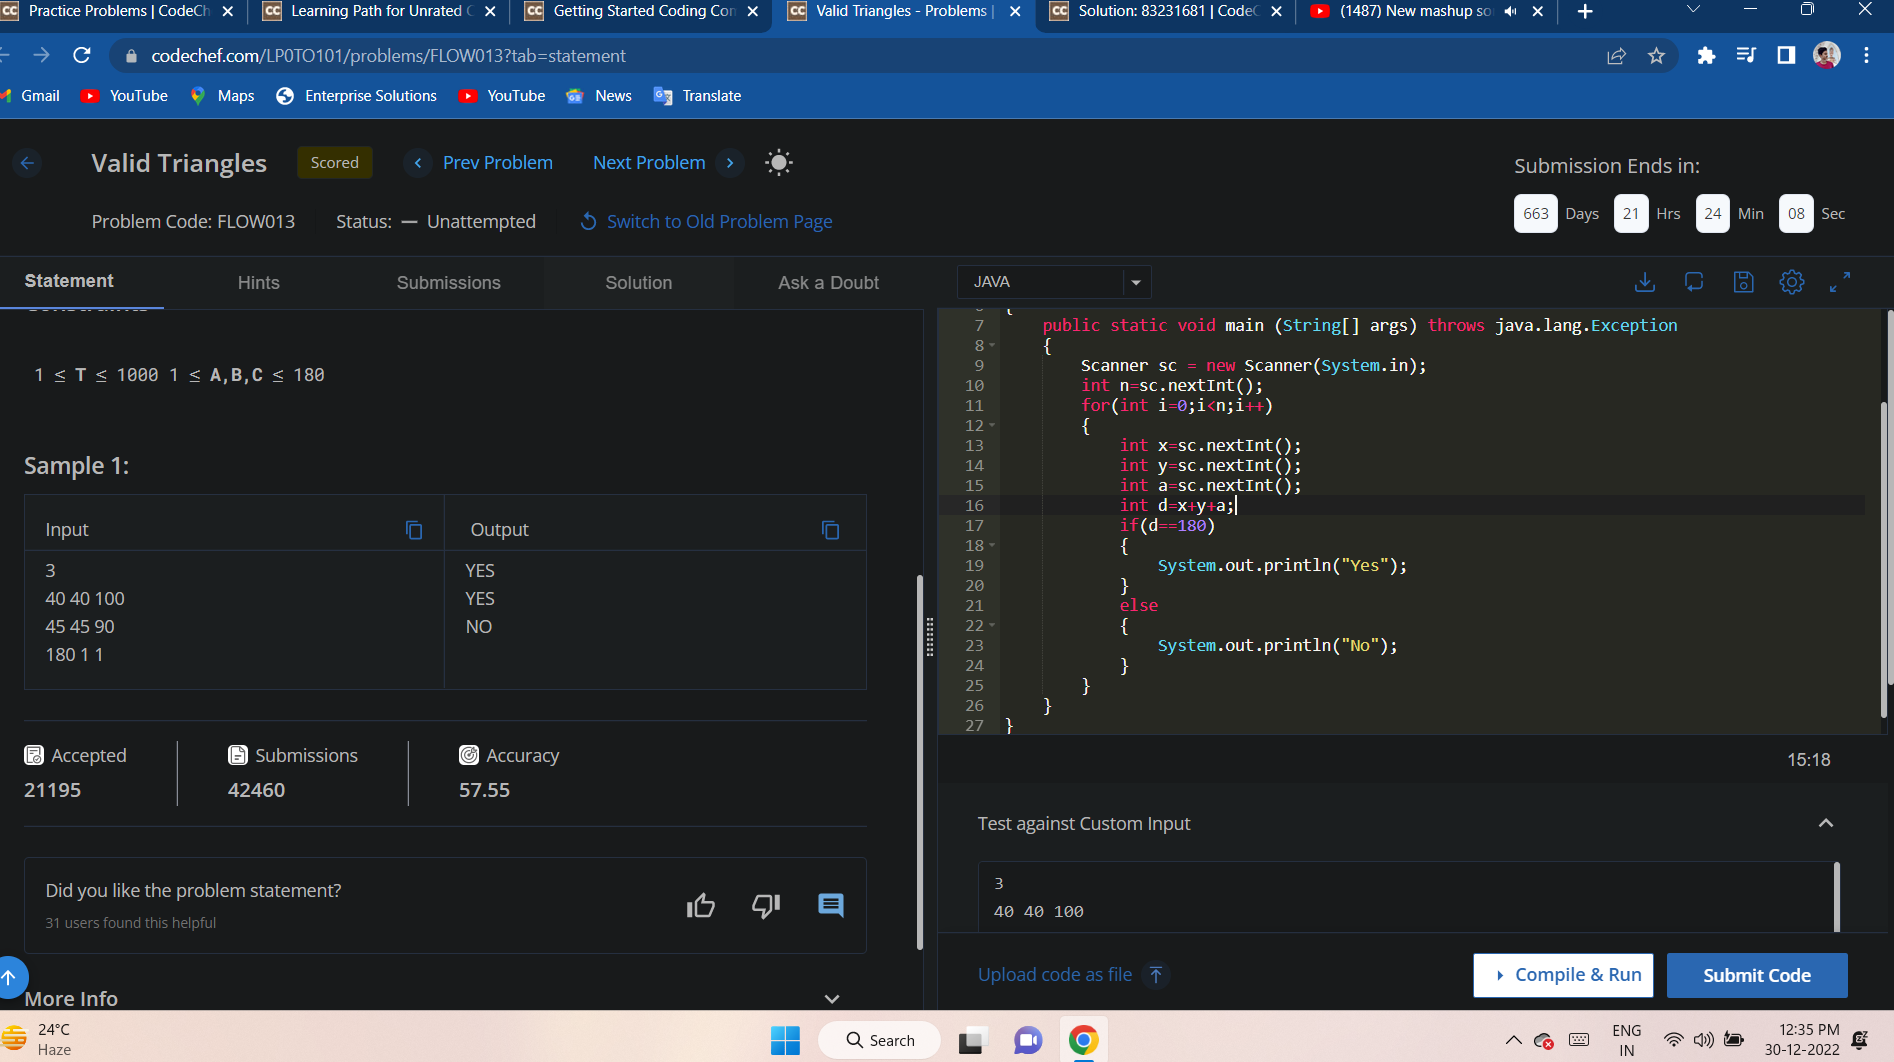 Practice Problems | CodeCh
Learning Path for Unrated C
Getting Started Coding Con
Valid Triangles - Problems |
Solution: 83231681 | CodeC
(1487) New mashup so
codechef.com/LP0TO101/problems/FLOW013?tab=statement
Gmail
YouTube
Maps
Enterprise Solutions
YouTube
News
Translate
Valid Triangles
Scored
Prev Problem
Next Problem
Submission Ends in:
Problem Code: FLOW013
Status: — Unattempted
Switch to Old Problem Page
663 Days 21 Hrs 24 Min 08 Sec
Statement
Hints
Submissions
Solution
Ask a Doubt
JAVA
1 ≤ T ≤ 1000 1 ≤ A,B,C ≤ 180
Sample 1:
Input
Output
3
40 40 100
45 45 90
180 1 1
YES
YES
NO
Accepted
21195
Submissions
42460
Accuracy
57.55
Did you like the problem statement?
31 users found this helpful
More Info
{
7 public static void main (String[] args) throws java.lang.Exception
8 {
9 Scanner sc = new Scanner(System.in);
10 int n=sc.nextInt();
11 for(int i=0;i<n;i++)
12 {
13 int x=sc.nextInt();
14 int y=sc.nextInt();
15 int a=sc.nextInt();
16 int d=x+y+a;
17 if(d==180)
18 {
19 System.out.println("Yes");
20 }
21 else
22 {
23 System.out.println("No");
24 }
25 }
26 }
27 }
15:18
Test against Custom Input
3
40 40 100
Upload code as file
Compile & Run
Submit Code
24°C
Haze
Search
ENG
IN
12:35 PM
30-12-2022